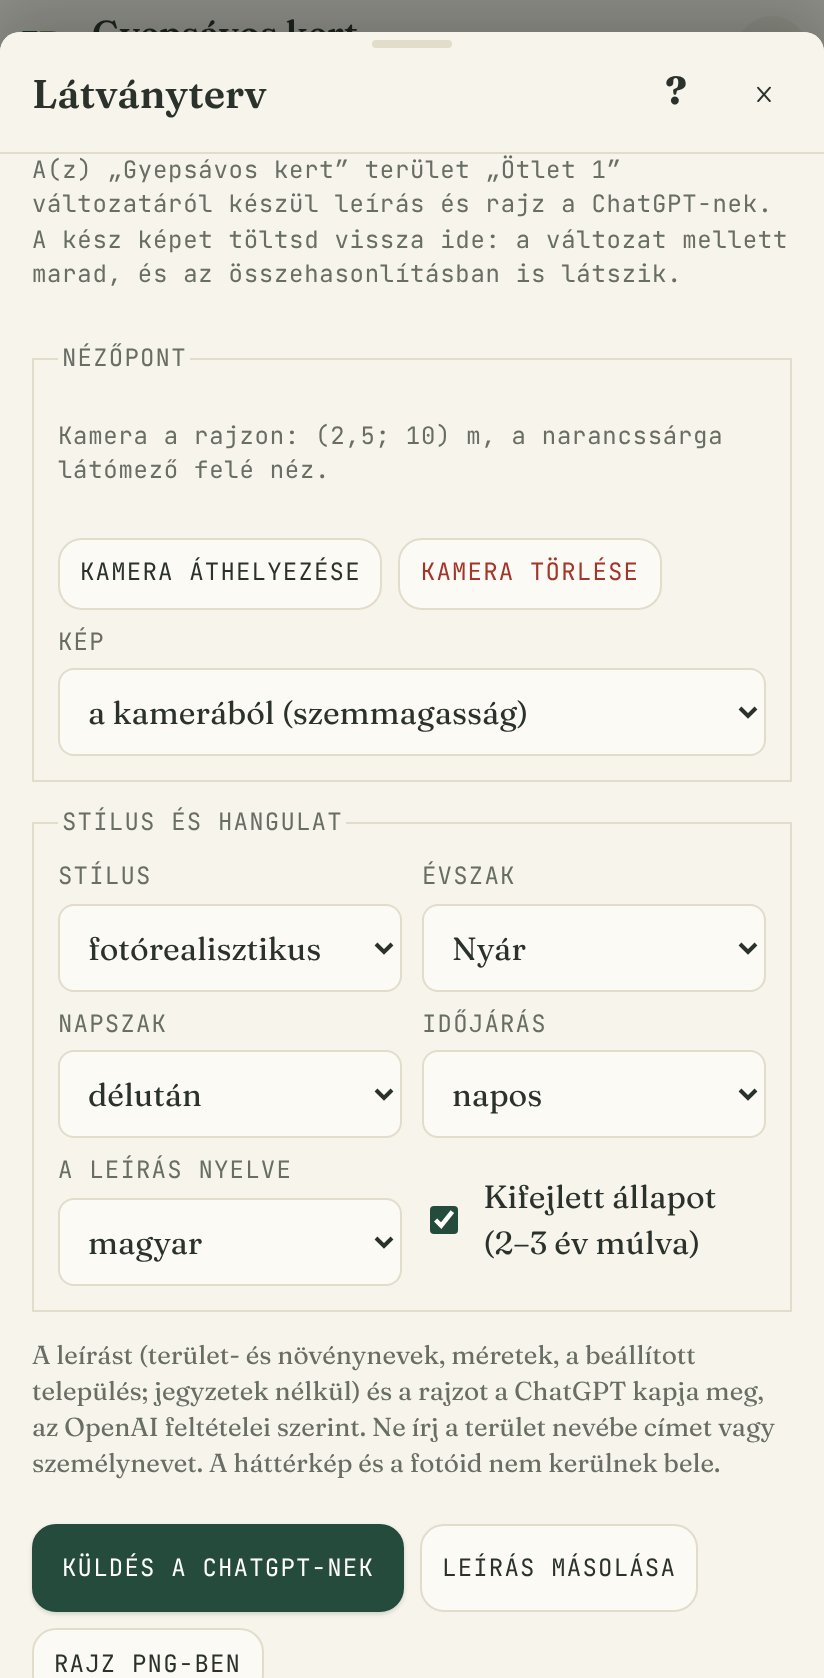 Gyepsávos kert
Látványterv
?
×
A(z) „Gyepsávos kert” terület „Ötlet 1”
változatáról készül leírás és rajz a ChatGPT-nek.
A kész képet töltsd vissza ide: a változat mellett
marad, és az összehasonlításban is látszik.
NÉZŐPONT
Kamera a rajzon: (2,5; 10) m, a narancssárga
látómező felé néz.
KAMERA ÁTHELYEZÉSE
KAMERA TÖRLÉSE
KÉP
a kamerából (szemmagasság)
STÍLUS ÉS HANGULAT
STÍLUS
ÉVSZAK
fotórealisztikus
Nyár
NAPSZAK
IDŐJÁRÁS
délután
napos
A LEÍRÁS NYELVE
magyar
Kifejlett állapot
(2–3 év múlva)
A leírást (terület- és növénynevek, méretek, a beállított
település; jegyzetek nélkül) és a rajzot a ChatGPT kapja meg,
az OpenAI feltételei szerint. Ne írj a terület nevébe címet vagy
személynevet. A háttérkép és a fotóid nem kerülnek bele.
KÜLDÉS A CHATGPT-NEK
LEÍRÁS MÁSOLÁSA
RAJZ PNG-BEN